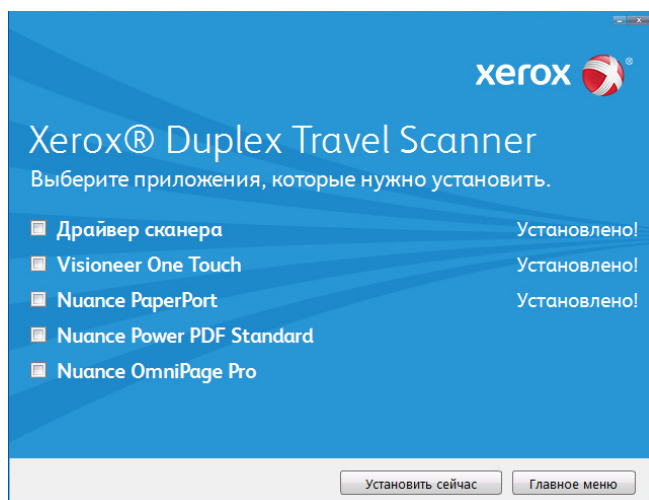 xerox ®
Xerox® Duplex Travel Scanner
Выберите приложения, которые нужно установить.
Драйвер сканера Установлено!
Visioneer One Touch Установлено!
Nuance PaperPort Установлено!
Nuance Power PDF Standard
Nuance OmniPage Pro
Установить сейчас Главное меню